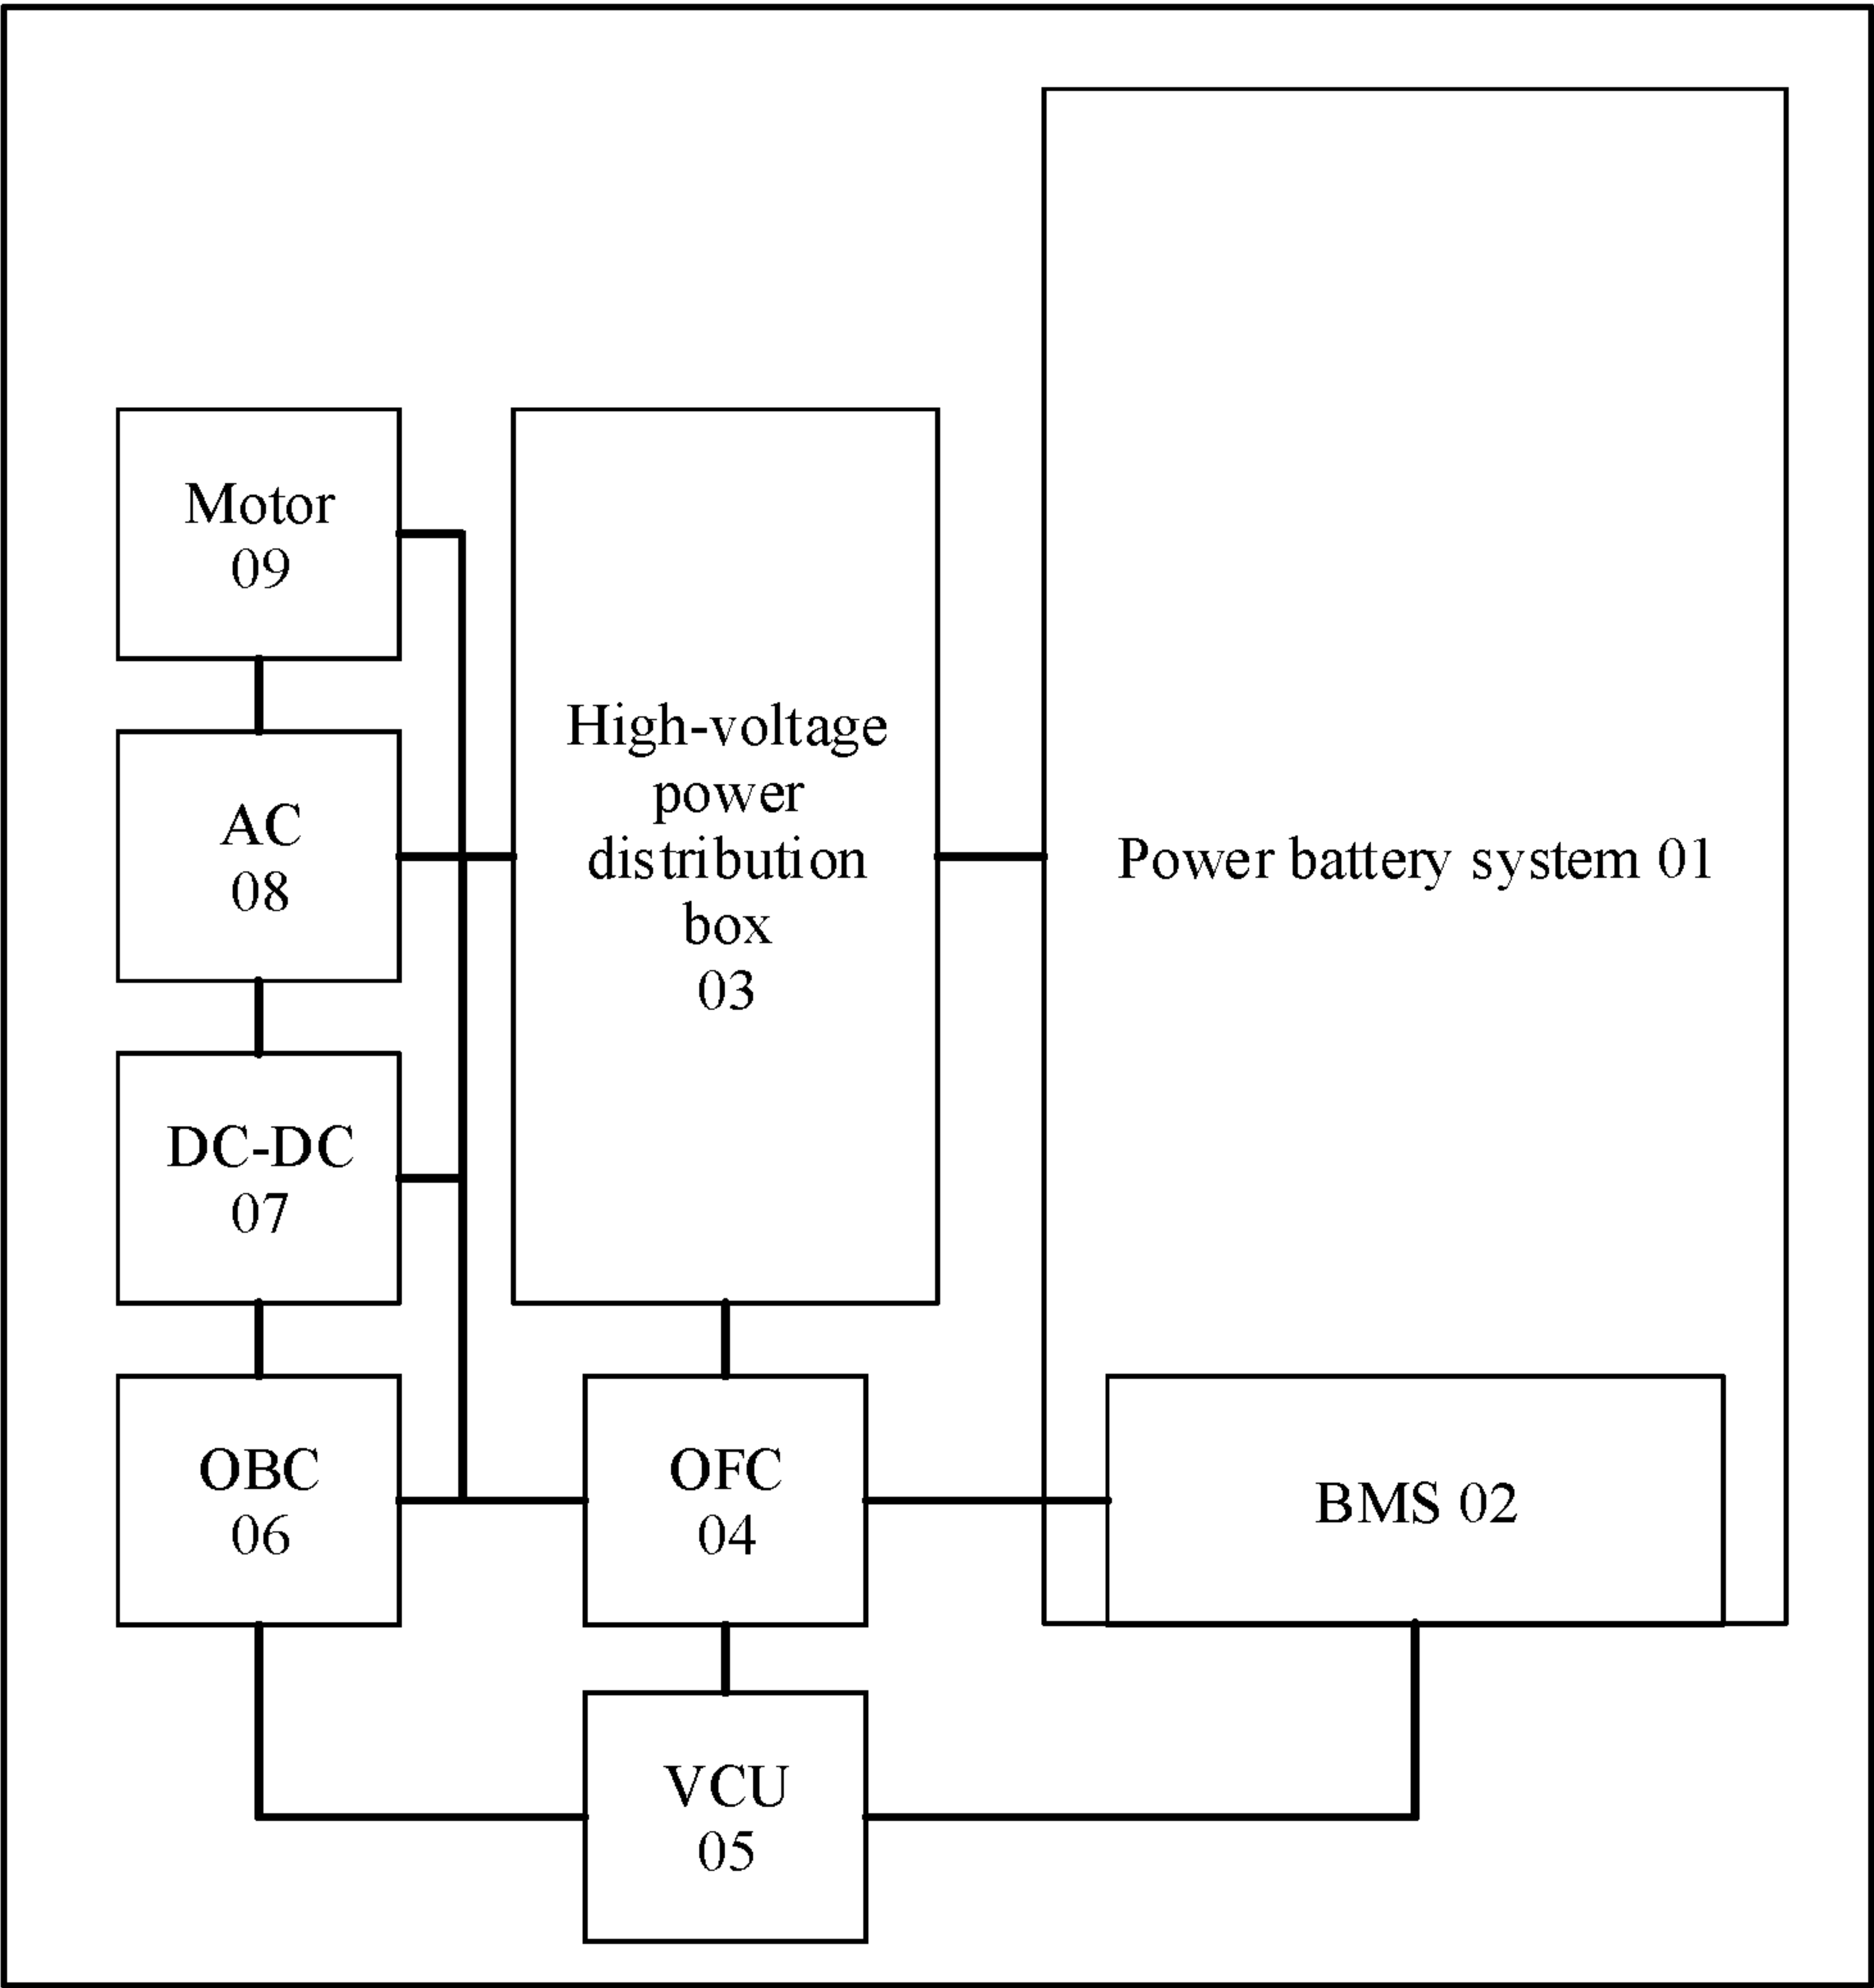 Motor
09
High-voltage
power
distribution
box
03
Power battery system 01
AC
08
DC-DC
07
OBC
06
OFC
04
BMS 02
VCU
05